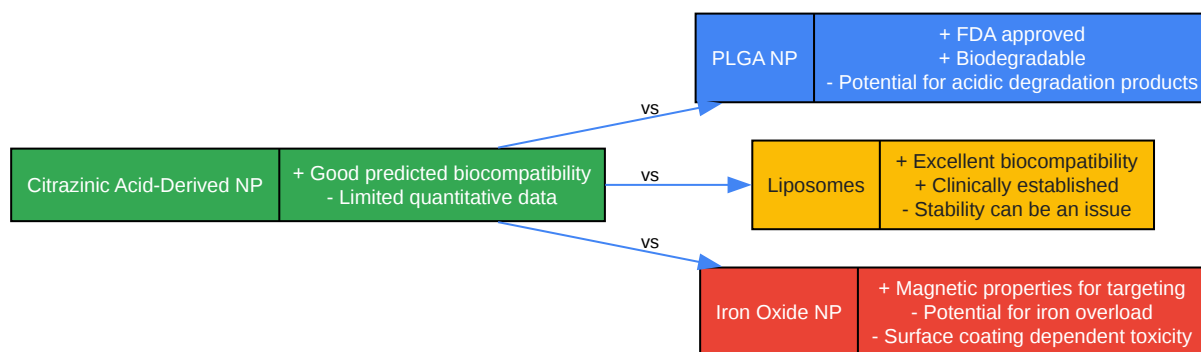 Citrazinic Acid-Derived NP
+ Good predicted biocompatibility
- Limited quantitative data
vs
PLGA NP
+ FDA approved
+ Biodegradable
- Potential for acidic degradation products
vs
Liposomes
+ Excellent biocompatibility
+ Clinically established
- Stability can be an issue
vs
Iron Oxide NP
+ Magnetic properties for targeting
- Potential for iron overload
- Surface coating dependent toxicity